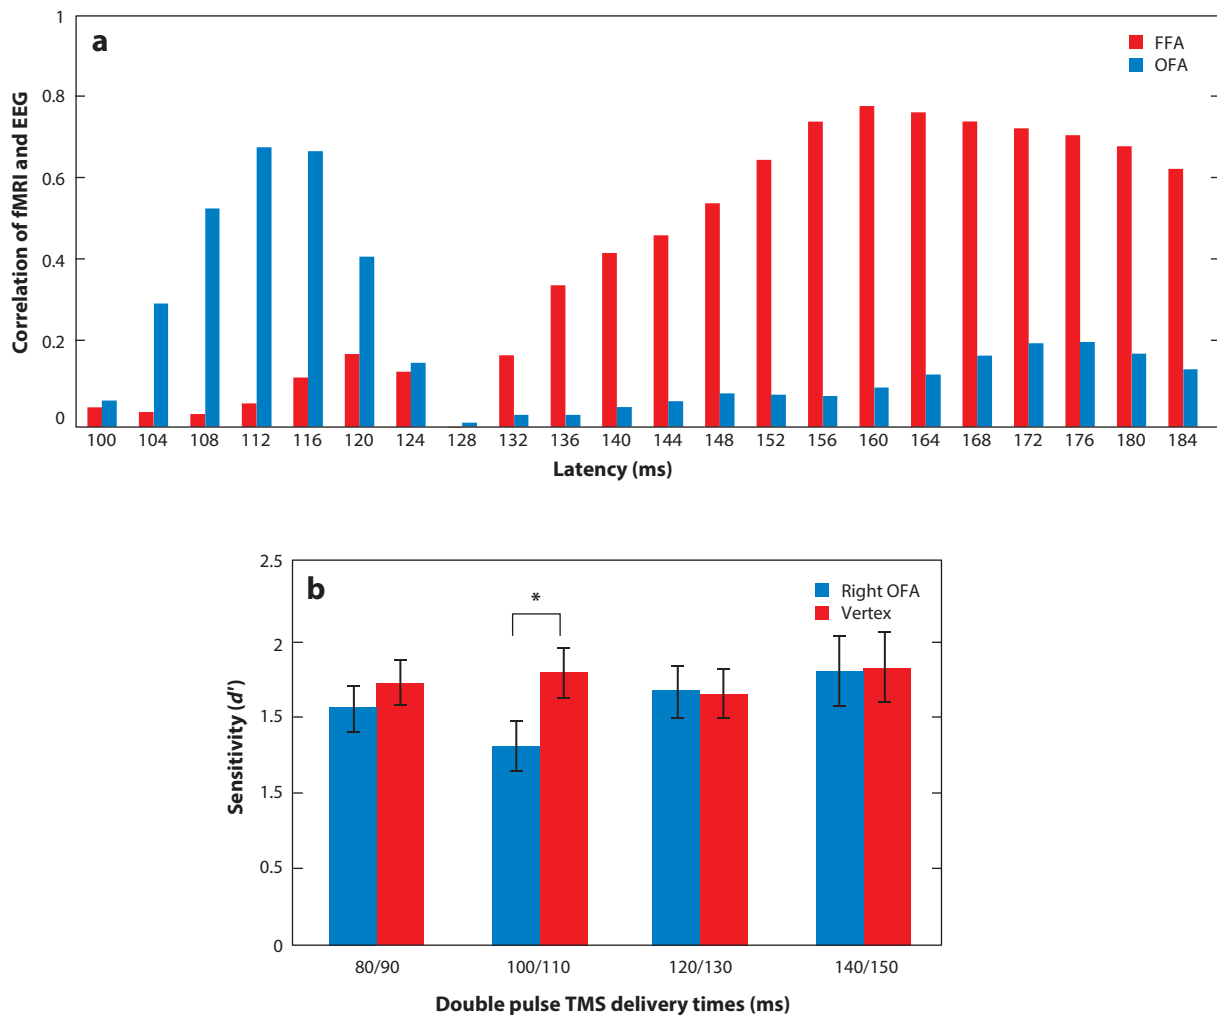 a
FFA
OFA
Correlation of fMRI and EEG
1
0.8
0.6
0.4
0.2
0
100 104 108 112 116 120 124 128 132 136 140 144 148 152 156 160 164 168 172 176 180 184
Latency (ms)
b
Right OFA
Vertex
*
Sensitivity (d')
2.5
2
1.5
1.5
0.5
0
80/90 100/110 120/130 140/150
Double pulse TMS delivery times (ms)